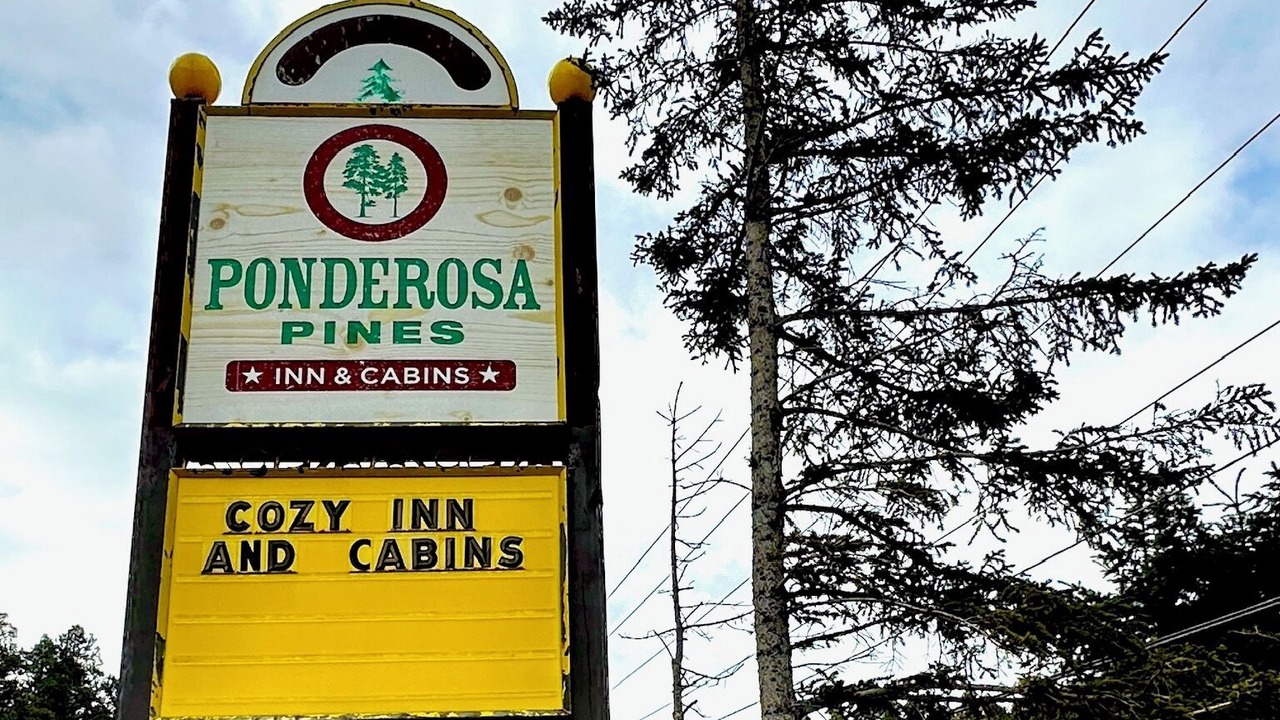 PONDEROSA
PINES
★ INN & CABINS ★
COZY INN
AND CABINS